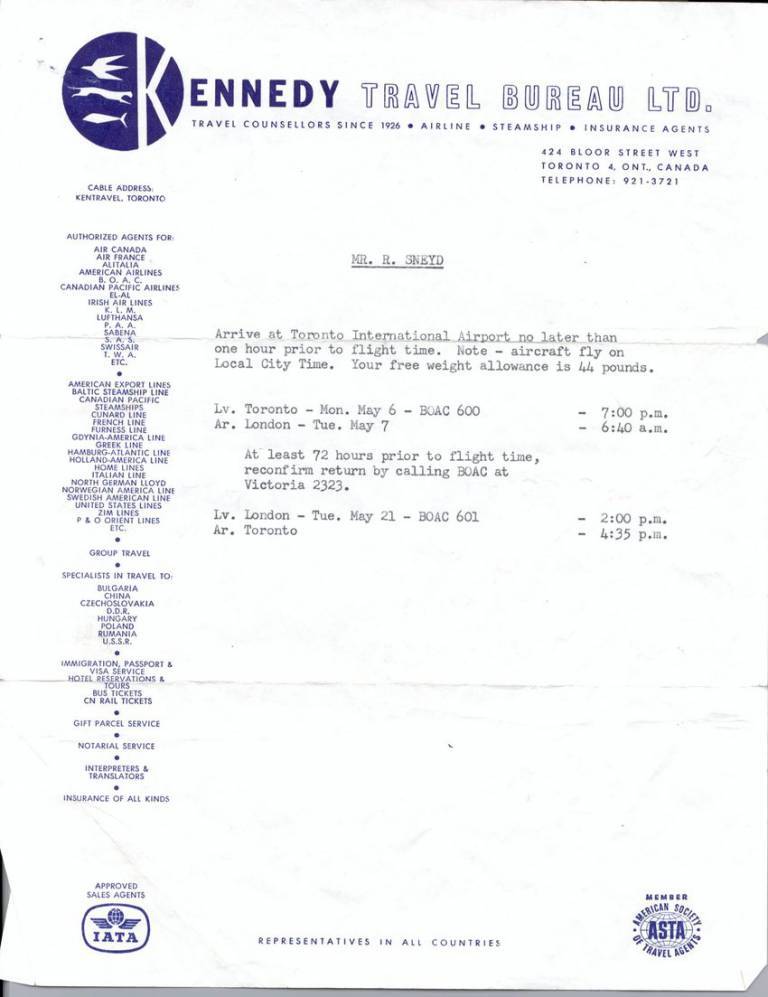 KENNEDY TRAVEL BUREAU LTD.
TRAVEL COUNSELLORS SINCE 1926 • AIRLINE • STEAMSHIP • INSURANCE AGENTS
424 BLOOR STREET WEST
TORONTO 4, ONT., CANADA
TELEPHONE: 921-3721
CABLE ADDRESS:
KENTRAVEL, TORONTO
AUTHORIZED AGENTS FOR:
AIR CANADA
AIR FRANCE
ALITALIA
AMERICAN AIRLINES
B. O. A. C.
CANADIAN PACIFIC AIRLINES
EL-AL
IRISH AIR LINES
K. L. M.
LUFTHANSA
P. A. A.
SABENA
S. A. S.
SWISSAIR
T. W. A.
ETC.
•
AMERICAN EXPORT LINES
BALTIC STEAMSHIP LINE
CANADIAN PACIFIC
STEAMSHIPS
CUNARD LINE
FRENCH LINE
FURNESS LINE
GDYNIA-AMERICA LINE
GREEK LINE
HAMBURG-ATLANTIC LINE
HOLLAND-AMERICA LINE
HOME LINES
ITALIAN LINE
NORTH GERMAN LLOYD
NORWEGIAN AMERICA LINE
SWEDISH AMERICAN LINE
UNITED STATES LINES
ZIM LINES
P & O ORIENT LINES
ETC.
•
GROUP TRAVEL
•
SPECIALISTS IN TRAVEL TO:
BULGARIA
CHINA
CZECHOSLOVAKIA
D.D.R.
HUNGARY
POLAND
RUMANIA
U.S.S.R.
•
IMMIGRATION, PASSPORT &
VISA SERVICE
HOTEL RESERVATIONS &
TOURS
BUS TICKETS
CN RAIL TICKETS
•
GIFT PARCEL SERVICE
•
NOTARIAL SERVICE
•
INTERPRETERS &
TRANSLATORS
•
INSURANCE OF ALL KINDS
MR. R. SNEYD
Arrive at Toronto International Airport no later than
one hour prior to flight time. Note - aircraft fly on
Local City Time. Your free weight allowance is 44 pounds.
Lv. Toronto - Mon. May 6 - BOAC 600 - 7:00 p.m.
Ar. London - Tue. May 7 - 6:40 a.m.
At least 72 hours prior to flight time,
reconfirm return by calling BOAC at
Victoria 2323.
Lv. London - Tue. May 21 - BOAC 601 - 2:00 p.m.
Ar. Toronto - 4:35 p.m.
APPROVED
SALES AGENTS
IATA
REPRESENTATIVES IN ALL COUNTRIES
MEMBER
AMERICAN SOCIETY
ASTA
OF TRAVEL AGENTS